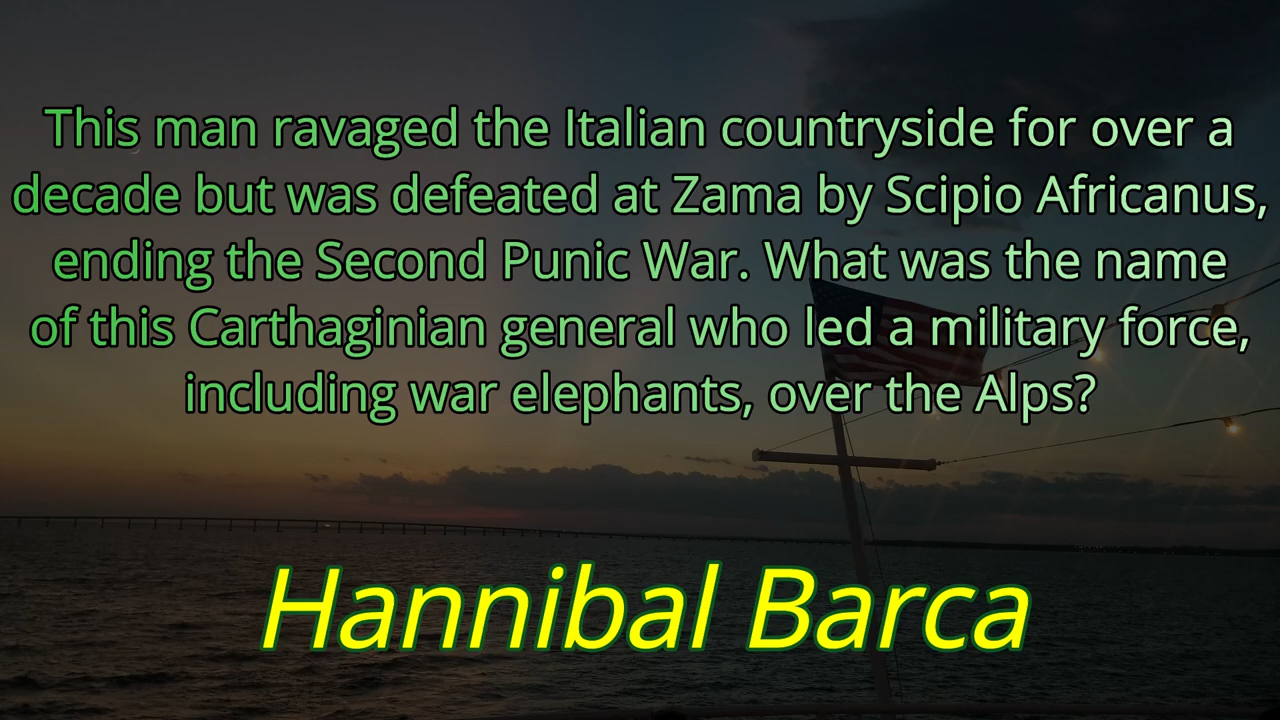 This man ravaged the Italian countryside for over a
decade but was defeated at Zama by Scipio Africanus,
ending the Second Punic War. What was the name
of this Carthaginian general who led a military force,
including war elephants, over the Alps?
Hannibal Barca